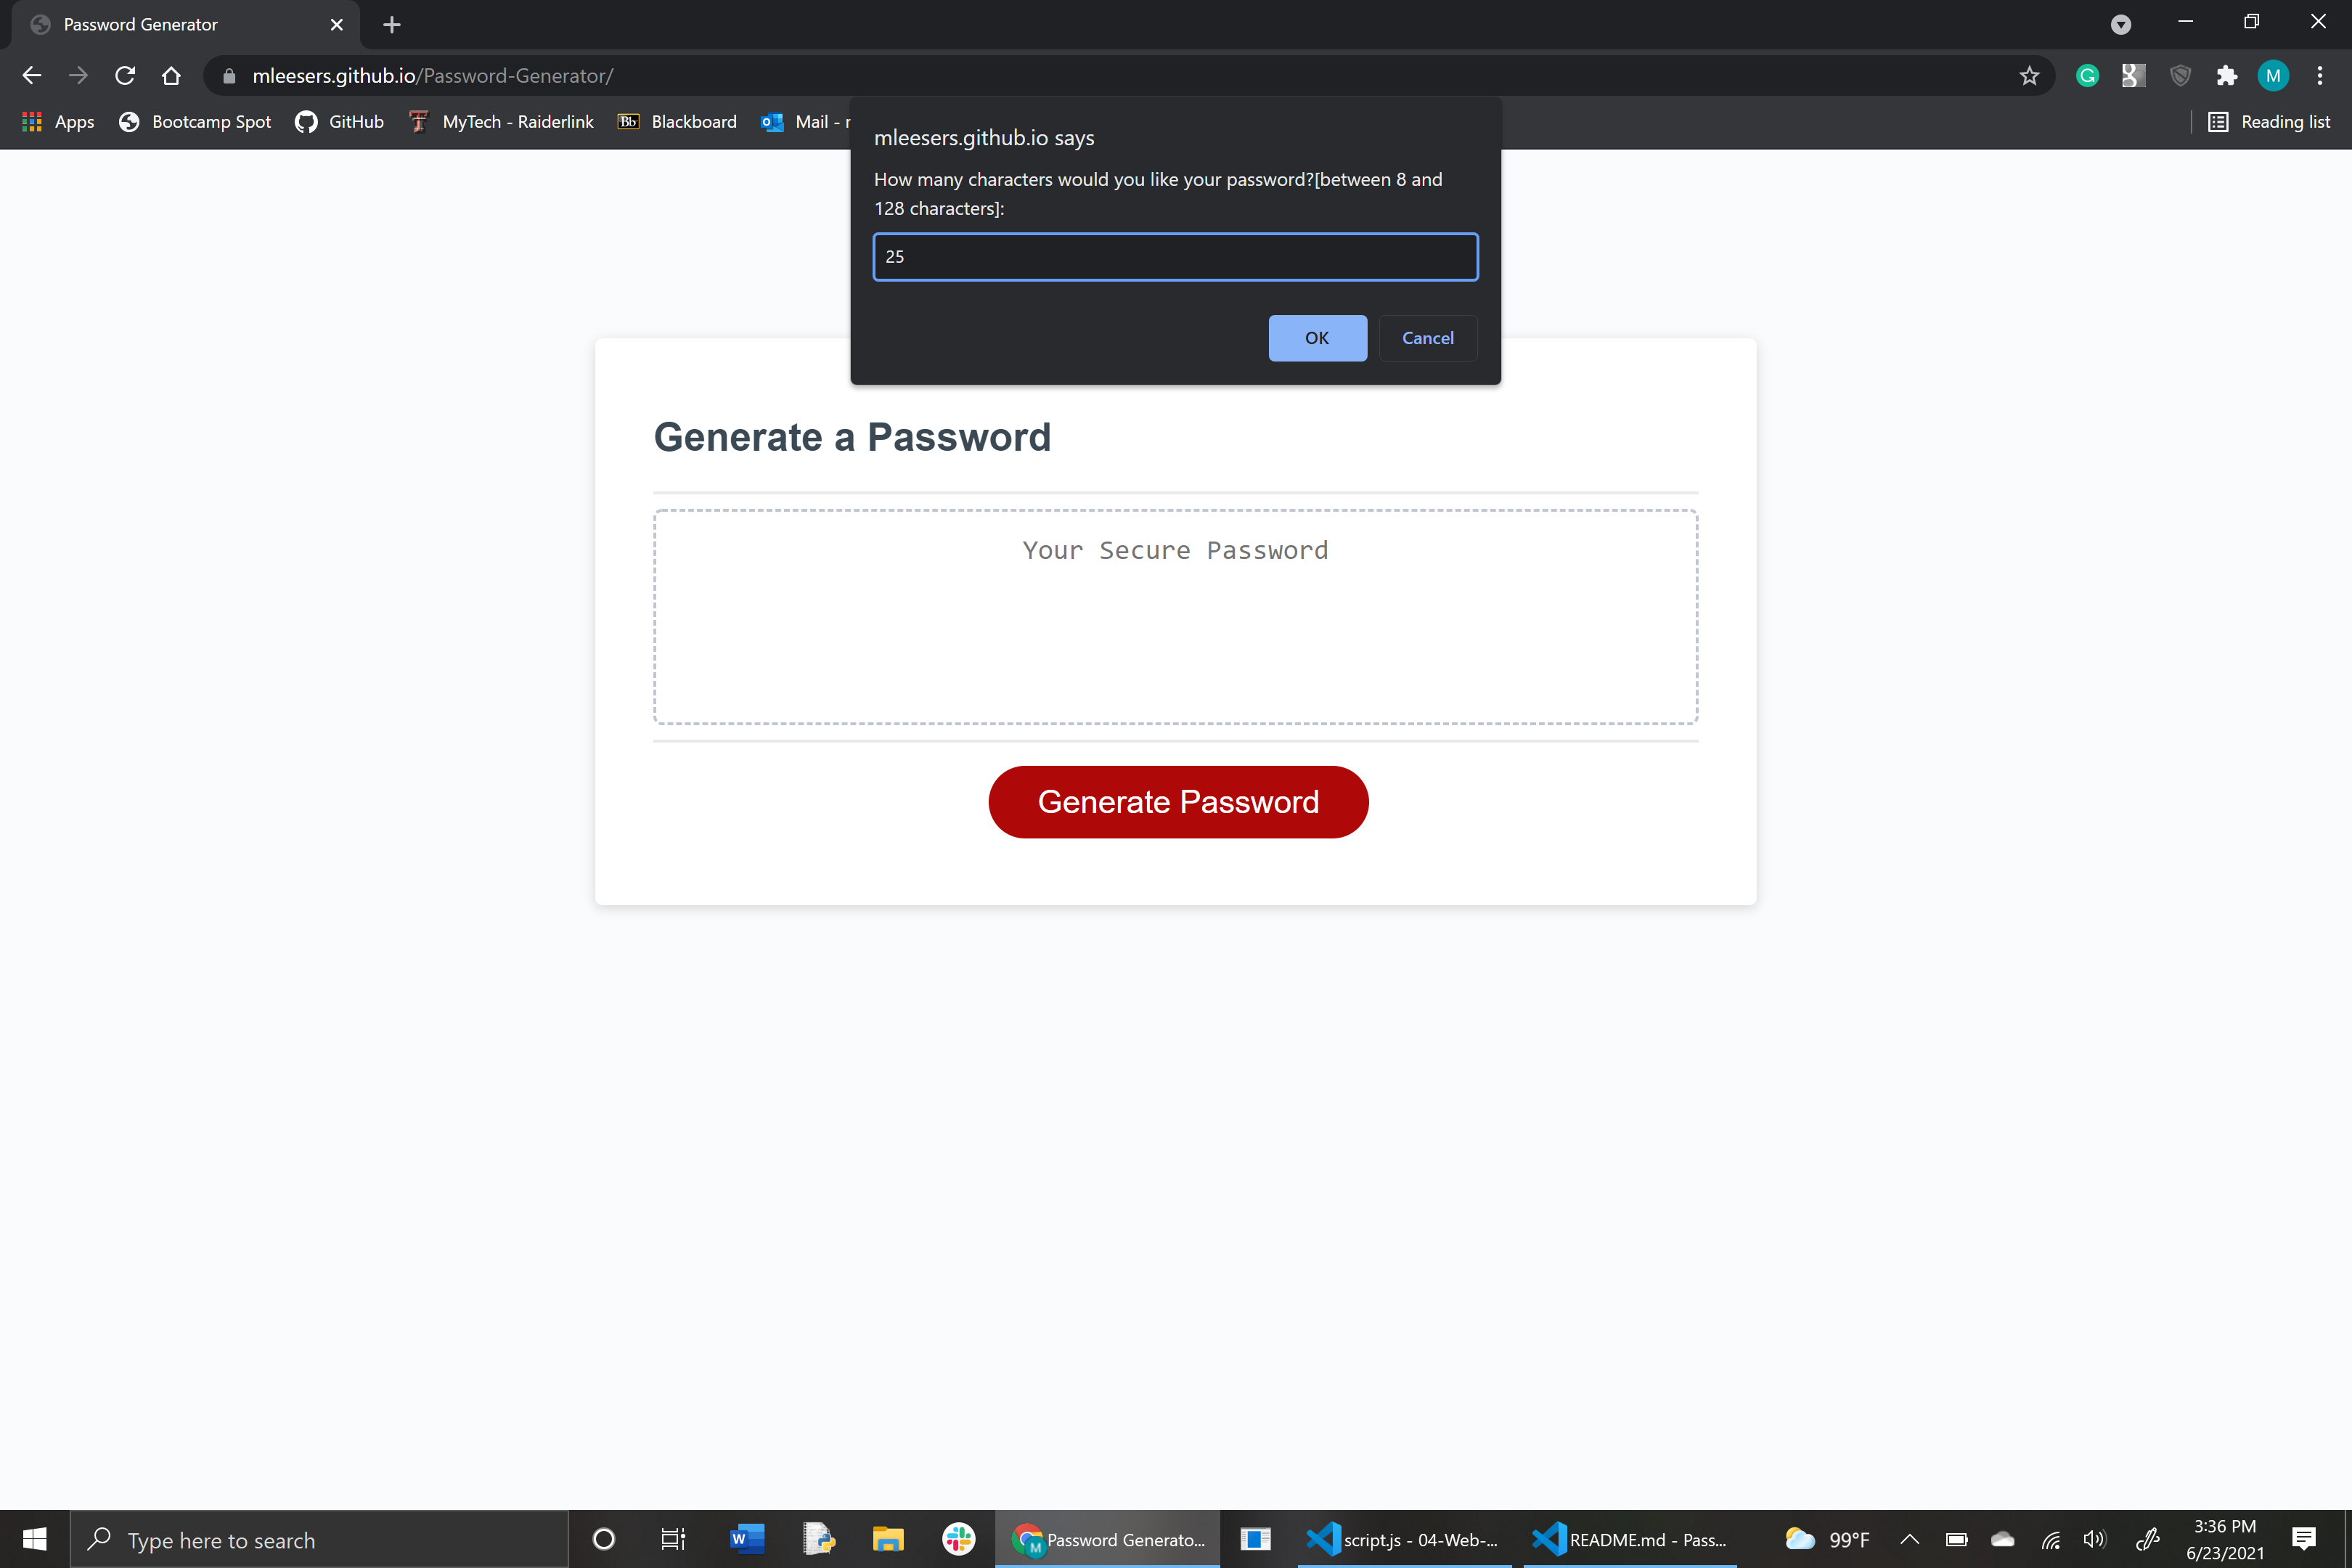 Password Generator
mleesers.github.io/Password-Generator/
M
Apps
Bootcamp Spot
GitHub
MyTech - Raiderlink
Bb
Blackboard
Mail -
Reading list
mleesers.github.io says
How many characters would you like your password?[between 8 and
128 characters]:
25
OK
Cancel
Generate a Password
Your Secure Password
Generate Password
Type here to search
Password Generato...
script.js - 04-Web-...
README.md - Pass...
99°F
3:36 PM
6/23/2021